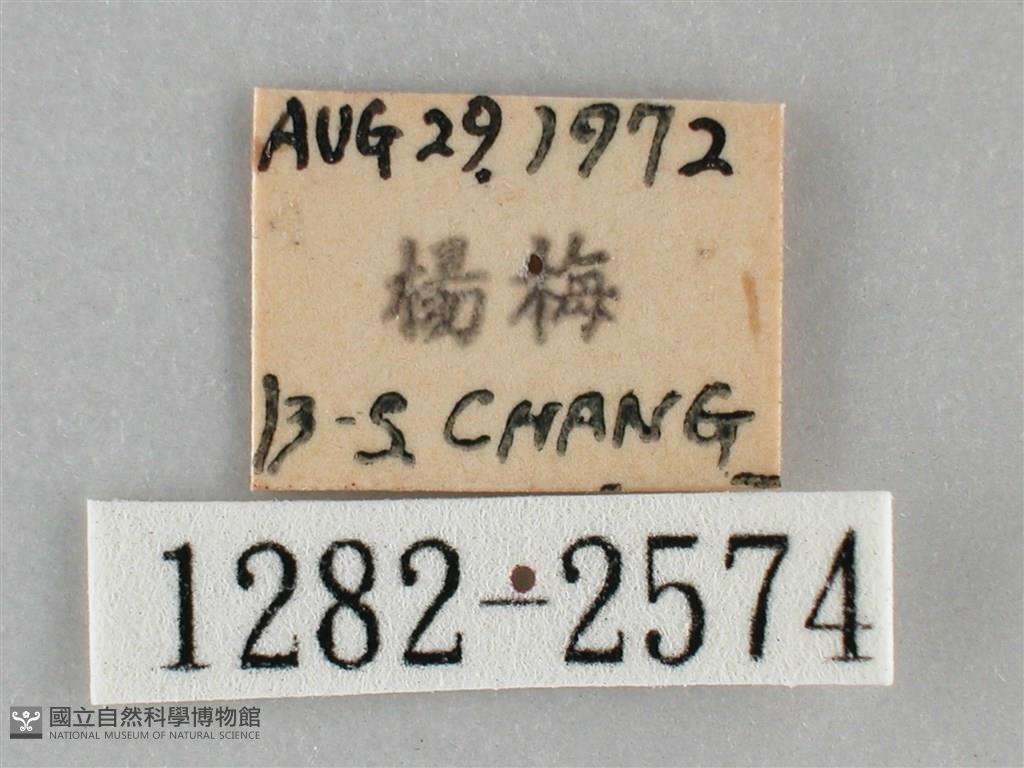 AUG 29. 1972
楊梅
B-S CHANG
1282-2574
國立自然科學博物館
NATIONAL MUSEUM OF NATURAL SCIENCE